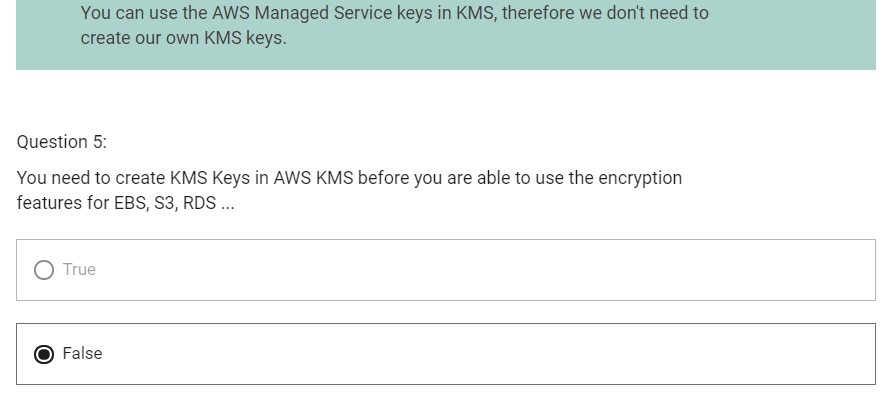 You can use the AWS Managed Service keys in KMS, therefore we don't need to
create our own KMS keys.
Question 5:
You need to create KMS Keys in AWS KMS before you are able to use the encryption
features for EBS, S3, RDS ...
True
False